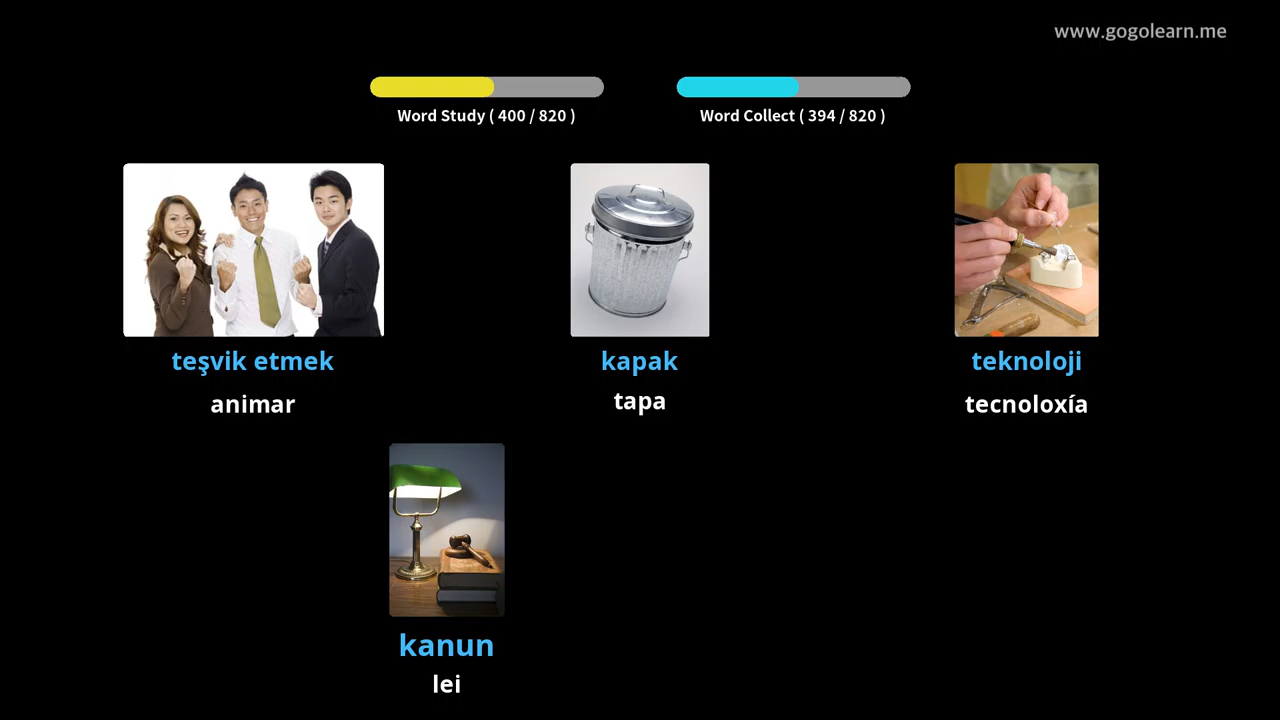 www.gogolearn.me
Word Study ( 400 / 820 )
Word Collect ( 394 / 820 )
teşvik etmek
animar
kapak
tapa
teknoloji
tecnoloxía
kanun
lei